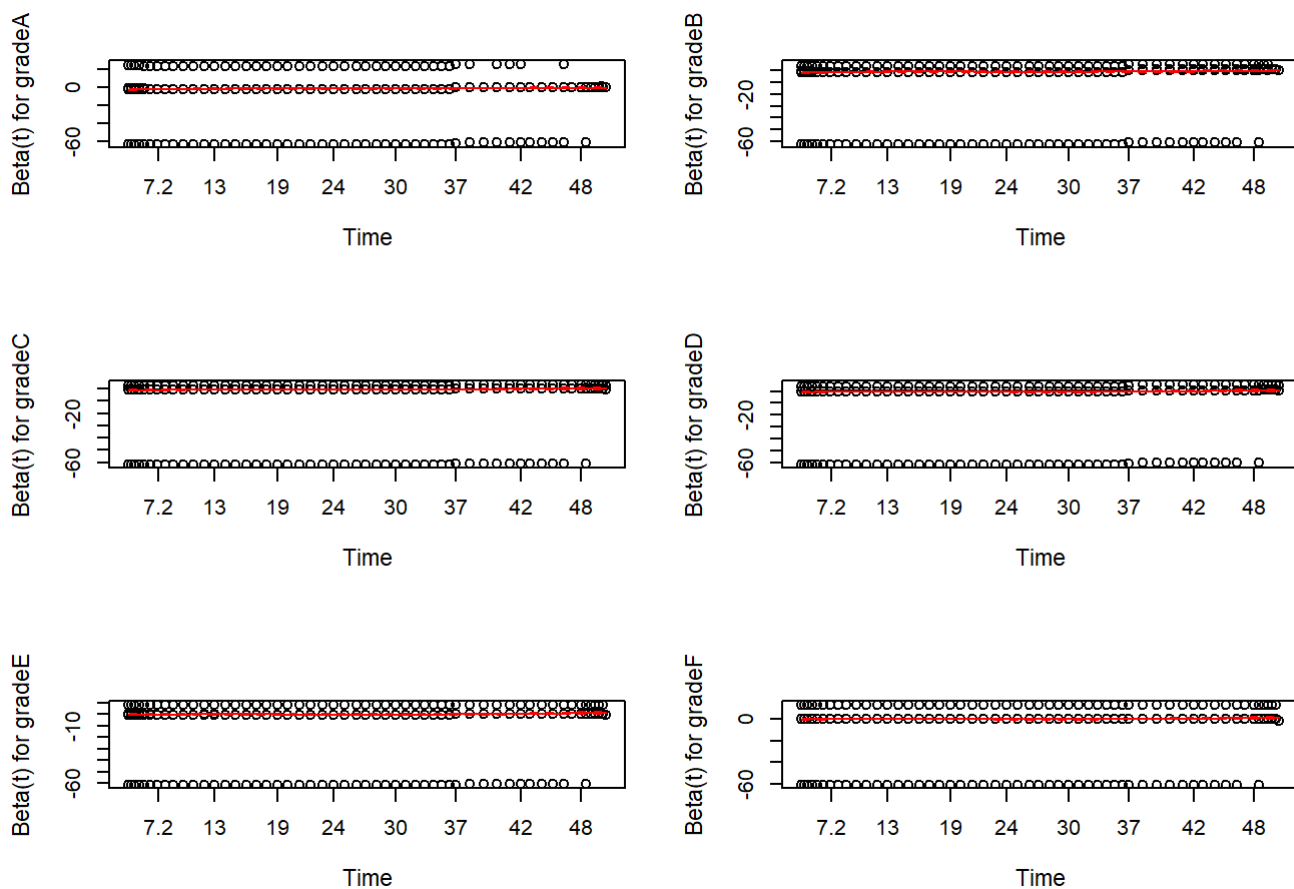 Beta(t) for gradeA
0
-60
7.2 13 19 24 30 37 42 48
Time
Beta(t) for gradeB
-20
-60
7.2 13 19 24 30 37 42 48
Time
Beta(t) for gradeC
-20
-60
7.2 13 19 24 30 37 42 48
Time
Beta(t) for gradeD
-20
-60
7.2 13 19 24 30 37 42 48
Time
Beta(t) for gradeE
-10
-60
7.2 13 19 24 30 37 42 48
Time
Beta(t) for gradeF
0
-60
7.2 13 19 24 30 37 42 48
Time